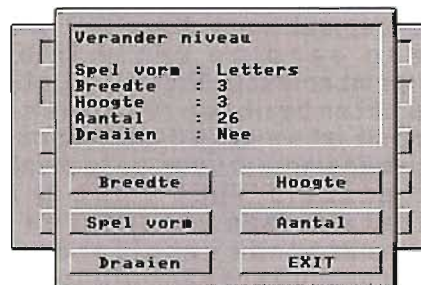 Verander niveau
Spel vorm : Letters
Breedte : 3
Hoogte : 3
Aantal : 26
Draaien : Nee
Breedte Hoogte
Spel vorm Aantal
Draaien EXIT